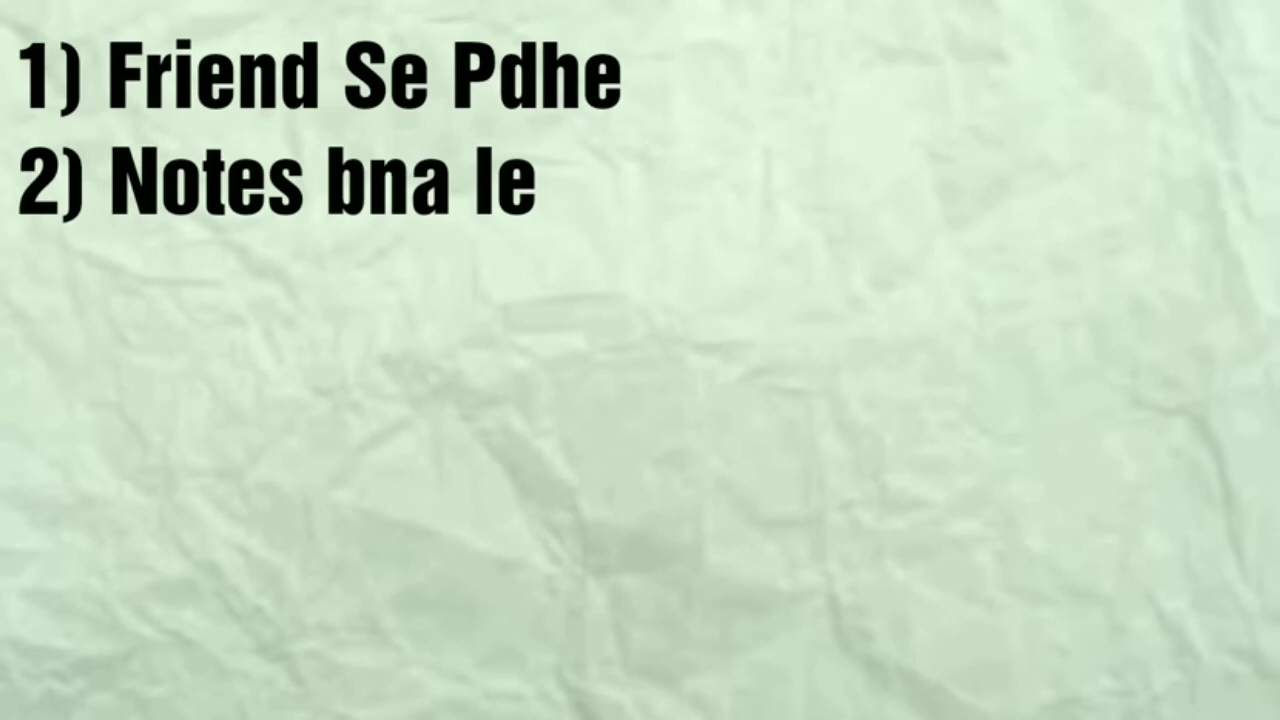 1) Friend Se Pdhe
2) Notes bna le